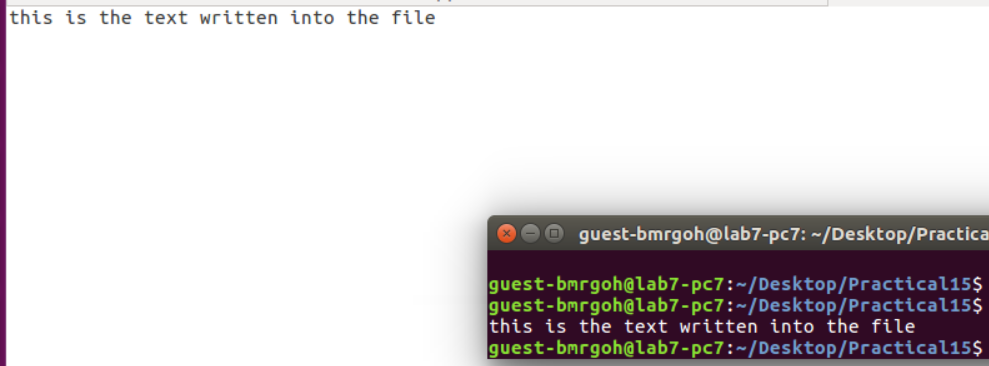 this is the text written into the file
guest-bmrgoh@lab7-pc7: ~/Desktop/Practica
guest-bmrgoh@lab7-pc7:~/Desktop/Practical15$
guest-bmrgoh@lab7-pc7:~/Desktop/Practical15$
this is the text written into the file
guest-bmrgoh@lab7-pc7:~/Desktop/Practical15$